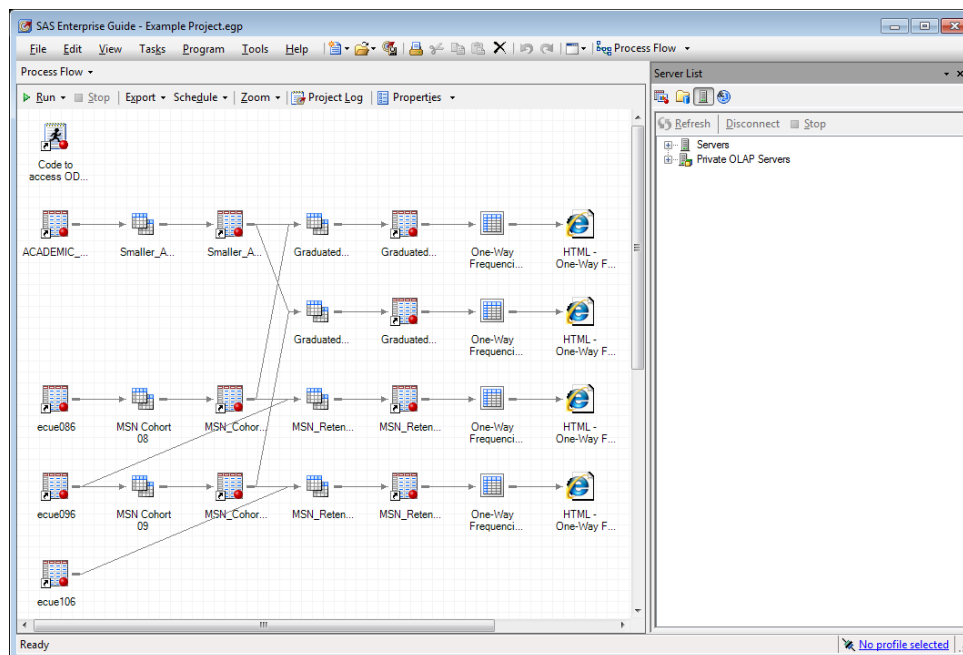 SAS Enterprise Guide - Example Project.egp
File Edit View Tasks Program Tools Help Process Flow
Process Flow
Server List
Run Stop Export Schedule Zoom Project Log Properties
Refresh Disconnect Stop
Servers
Private OLAP Servers
Code to
access OD...
ACADEMIC_... Smaller_A... Smaller_A... Graduated... Graduated... One-Way
Frequenci... HTML -
One-Way F...
Graduated... Graduated... One-Way
Frequenci... HTML -
One-Way F...
ecue086 MSN Cohort
08 MSN_Cohor... MSN_Reten... MSN_Reten... One-Way
Frequenci... HTML -
One-Way F...
ecue096 MSN Cohort
09 MSN_Cohor... MSN_Reten... MSN_Reten... One-Way
Frequenci... HTML -
One-Way F...
ecue106
Ready
No profile selected